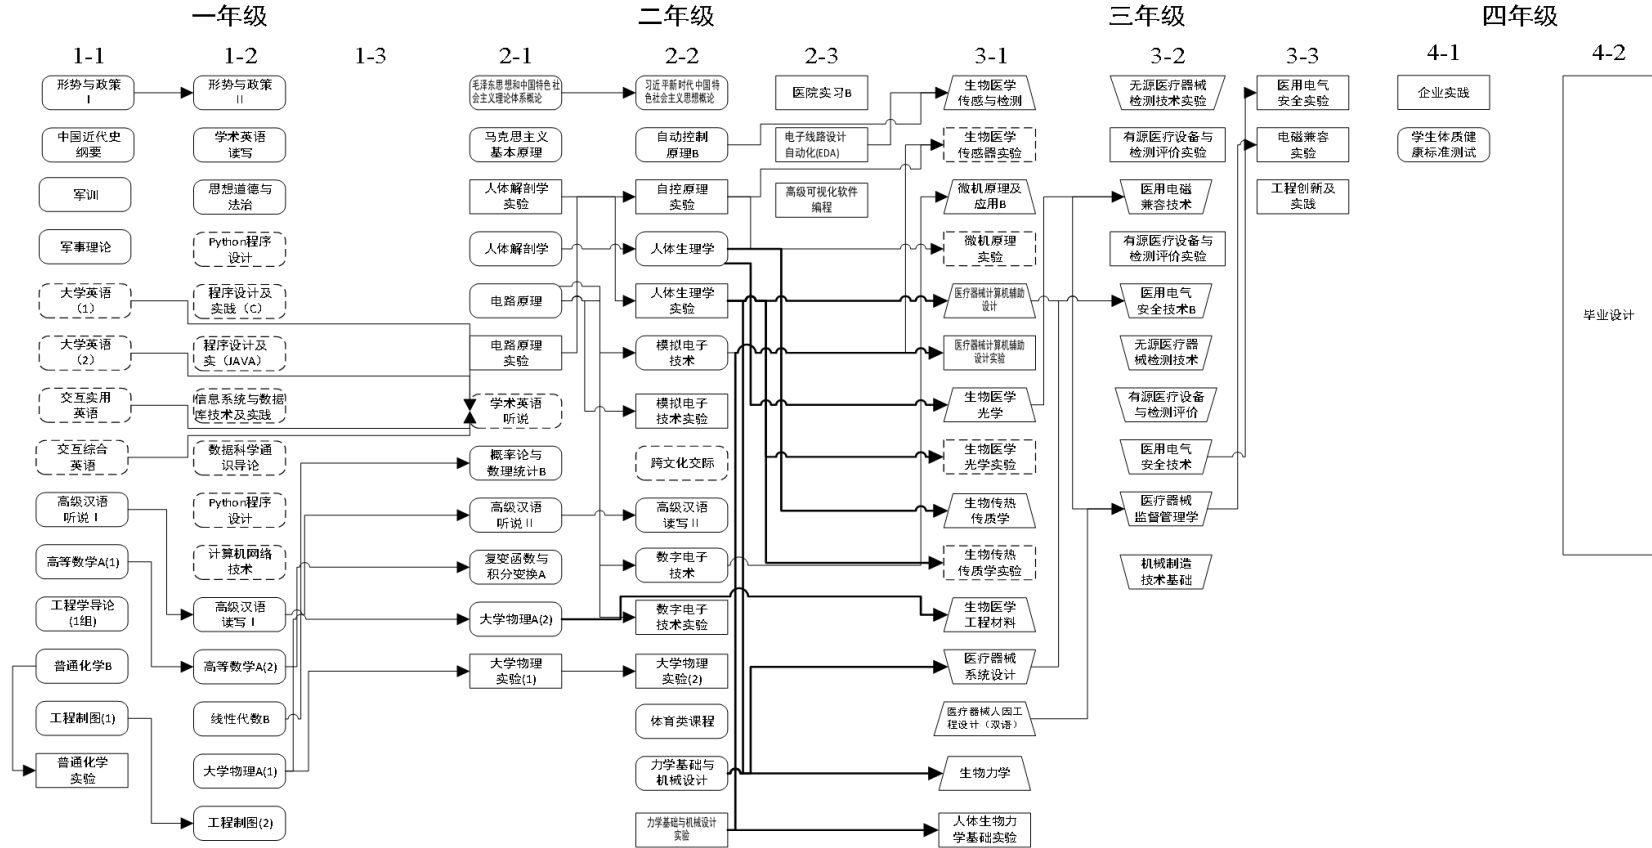 一年级
二年级
三年级
四年级
1-1
1-2
1-3
2-1
2-2
2-3
3-1
3-2
3-3
4-1
4-2
形势与政策
I
中国近代史
纲要
军训
军事理论
大学英语
（1）
大学英语
（2）
交互实用
英语
交互综合
英语
高级汉语
听说 I
高等数学A(1)
工程学导论
(1组)
普通化学B
工程制图(1)
普通化学
实验
形势与政策
II
学术英语
读写
思想道德与
法治
Python程序
设计
程序设计及
实践（C）
程序设计及
实（JAVA）
信息系统与数据
库技术及实践
数据科学通
识导论
Python程序
设计
计算机网络
技术
高级汉语
读写 I
高等数学A(2)
线性代数B
大学物理A(1)
工程制图(2)
毛泽东思想和中国特色社
会主义理论体系概论
马克思主义
基本原理
人体解剖学
实验
人体解剖学
电路原理
电路原理
实验
学术英语
听说
概率论与
数理统计B
高级汉语
听说 II
复变函数与
积分变换A
大学物理A(2)
大学物理
实验(1)
习近平新时代中国特
色社会主义思想概论
自动控制
原理B
自控原理
实验
人体生理学
人体生理学
实验
模拟电子
技术
模拟电子
技术实验
跨文化交际
高级汉语
读写 II
数字电子
技术
数字电子
技术实验
大学物理
实验(2)
体育类课程
力学基础与
机械设计
力学基础与机械设计
实验
医院实习B
电子线路设计
自动化(EDA)
高级可视化软件
编程
生物医学
传感与检测
生物医学
传感器实验
微机原理及
应用B
微机原理
实验
医疗器械计算机辅助
设计
医疗器械计算机辅助
设计实验
生物医学
光学
生物医学
光学实验
生物传热
传质学
生物传热
传质学实验
生物医学
工程材料
医疗器械
系统设计
医疗器械人因工
程设计（双语）
生物力学
人体生物力
学基础实验
无源医疗器械
检测技术实验
有源医疗设备与
检测评价实验
医用电磁
兼容技术
有源医疗设备与
检测评价实验
医用电气
安全技术B
无源医疗器
械检测技术
有源医疗设备
与检测评价
医用电气
安全技术
医疗器械
监督管理学
机械制造
技术基础
医用电气
安全实验
电磁兼容
实验
工程创新及
实践
企业实践
学生体质健
康标准测试
毕业设计